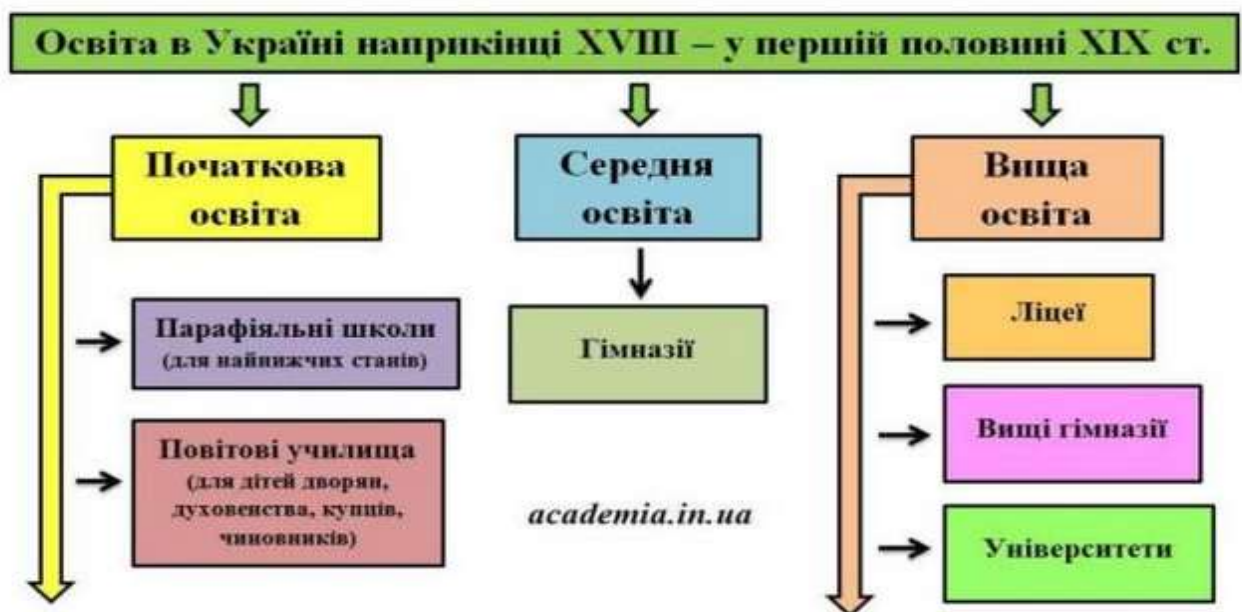 Освіта в Україні наприкінці XVIII – у першій половині XIX ст.
Початкова
освіта
Парафіяльні школи
(для найнижчих станів)
Повітові училища
(для дітей дворян,
духовенства, купців,
чиновників)
Середня
освіта
Гімназії
academia.in.ua
Вища
освіта
Ліцеї
Вищі гімназії
Університети